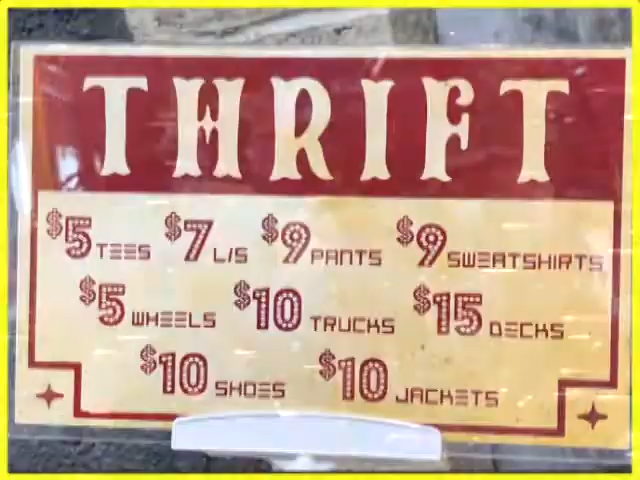 THRIFT
$5 TEES $7 L/S $9 PANTS $9 SWEATSHIRTS
$5 WHEELS $10 TRUCKS $15 DECKS
$10 SHOES $10 JACKETS